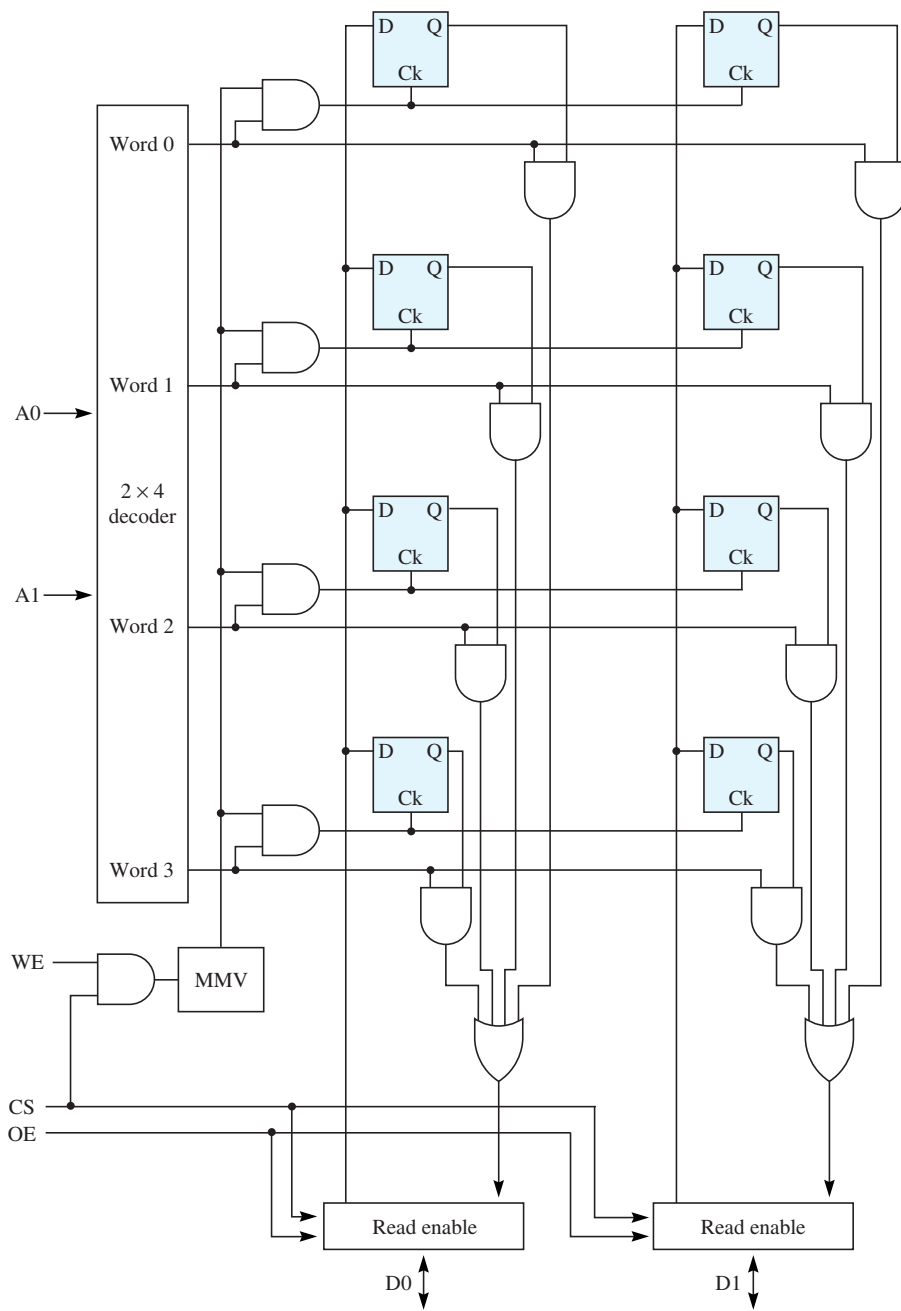 D Q
Ck
D Q
Ck
Word 0
D Q
Ck
D Q
Ck
Word 1
A0
2 × 4
decoder
D Q
Ck
D Q
Ck
A1
Word 2
D Q
Ck
D Q
Ck
Word 3
WE
MMV
CS
OE
Read enable
Read enable
D0
D1